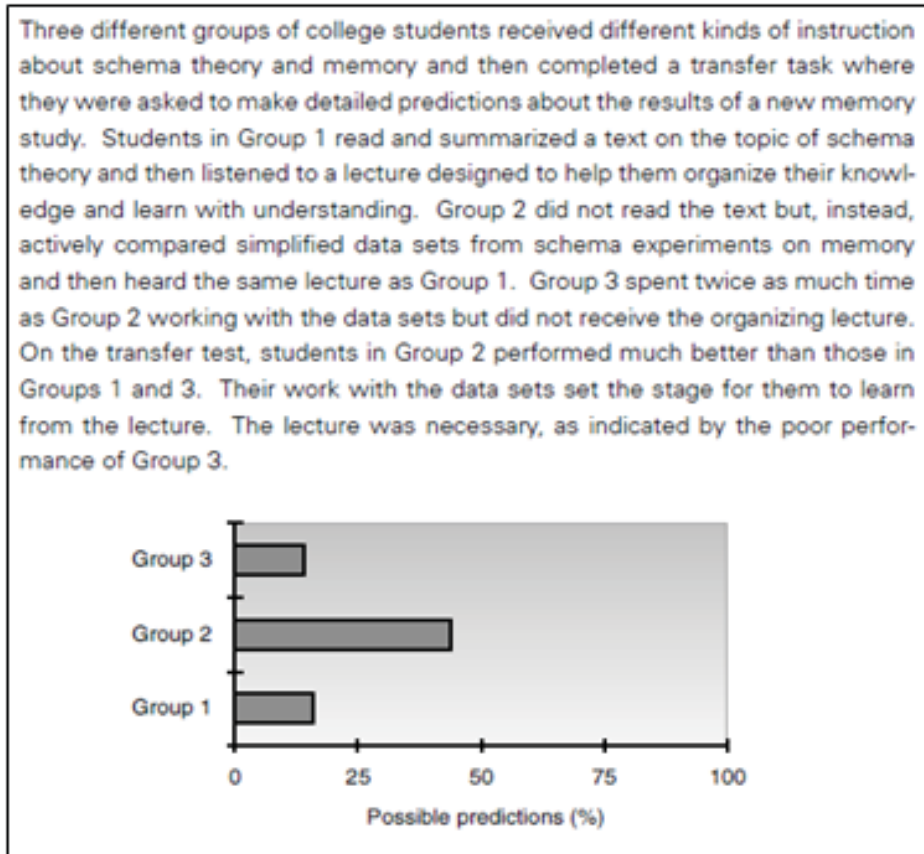 Three different groups of college students received different kinds of instruction
about schema theory and memory and then completed a transfer task where
they were asked to make detailed predictions about the results of a new memory
study. Students in Group 1 read and summarized a text on the topic of schema
theory and then listened to a lecture designed to help them organize their knowl-
edge and learn with understanding. Group 2 did not read the text but, instead,
actively compared simplified data sets from schema experiments on memory
and then heard the same lecture as Group 1. Group 3 spent twice as much time
as Group 2 working with the data sets but did not receive the organizing lecture.
On the transfer test, students in Group 2 performed much better than those in
Groups 1 and 3. Their work with the data sets set the stage for them to learn
from the lecture. The lecture was necessary, as indicated by the poor perfor-
mance of Group 3.
Group 3
Group 2
Group 1
0 25 50 75 100
Possible predictions (%)